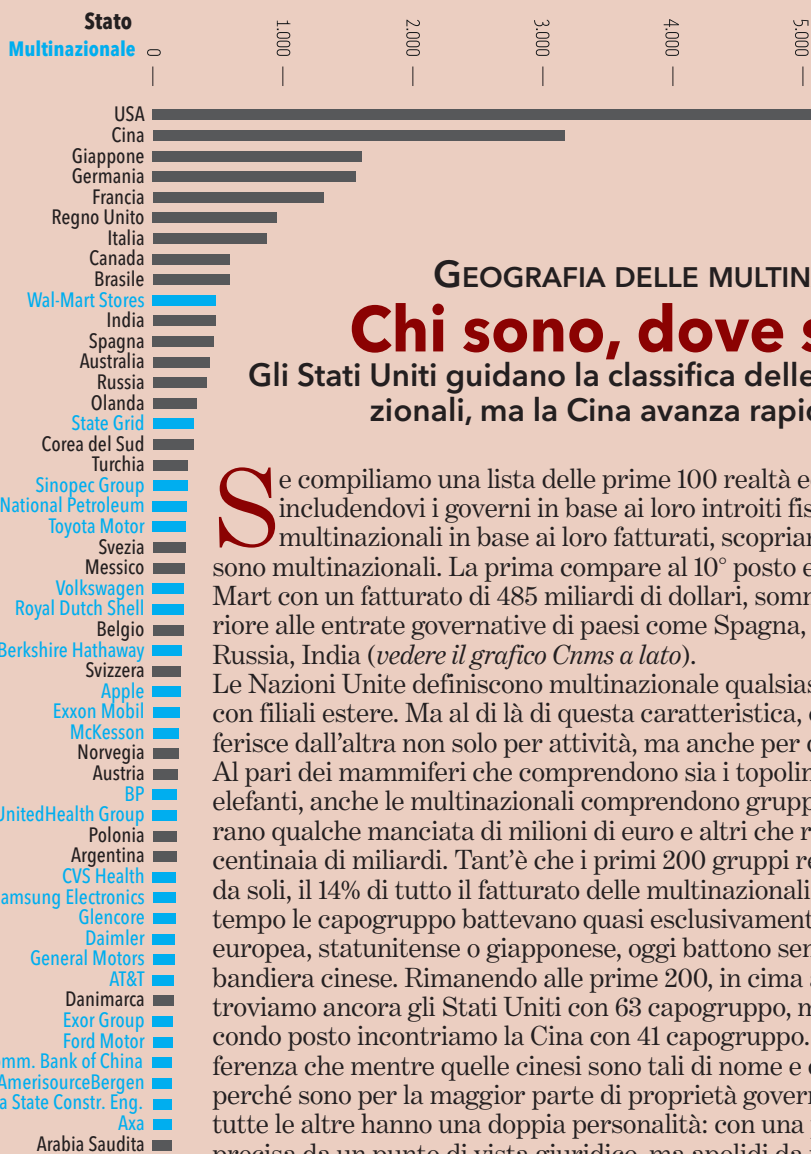 Stato
Multinazionale
0
1.000
2.000
3.000
4.000
5.000
USA
Cina
Giappone
Germania
Francia
Regno Unito
Italia
Canada
Brasile
Wal-Mart Stores
India
Spagna
Australia
Russia
Olanda
State Grid
Corea del Sud
Turchia
Sinopec Group
National Petroleum
Toyota Motor
Svezia
Messico
Volkswagen
Royal Dutch Shell
Belgio
Berkshire Hathaway
Svizzera
Apple
Exxon Mobil
McKesson
Norvegia
Austria
BP
UnitedHealth Group
Polonia
Argentina
CVS Health
amsung Electronics
Glencore
Daimler
General Motors
AT&T
Danimarca
Exor Group
Ford Motor
omm. Bank of China
AmerisourceBergen
a State Constr. Eng.
Axa
Arabia Saudita
GEOGRAFIA DELLE MULTIN
Chi sono, dove s
Gli Stati Uniti guidano la classifica delle
zionali, ma la Cina avanza rapid
Se compiliamo una lista delle prime 100 realtà e
includendovi i governi in base ai loro introiti fis
multinazionali in base ai loro fatturati, scopriam
sono multinazionali. La prima compare al 10° posto e
Mart con un fatturato di 485 miliardi di dollari, somm
riore alle entrate governative di paesi come Spagna,
Russia, India (vedere il grafico Cnms a lato).
Le Nazioni Unite definiscono multinazionale qualsias
con filiali estere. Ma al di là di questa caratteristica,
ferisce dall'altra non solo per attività, ma anche per
Al pari dei mammiferi che comprendono sia i topolin
elefanti, anche le multinazionali comprendono grupp
rano qualche manciata di milioni di euro e altri che r
centinaia di miliardi. Tant'è che i primi 200 gruppi re
da soli, il 14% di tutto il fatturato delle multinazionali
tempo le capogruppo battevano quasi esclusivament
europea, statunitense o giapponese, oggi battono sem
bandiera cinese. Rimanendo alle prime 200, in cima
troviamo ancora gli Stati Uniti con 63 capogruppo, m
condo posto incontriamo la Cina con 41 capogruppo.
ferenza che mentre quelle cinesi sono tali di nome e
perché sono per la maggior parte di proprietà govern
tutte le altre hanno una doppia personalità: con una
precisa da un punto di vista giuridico, ma apolidi da